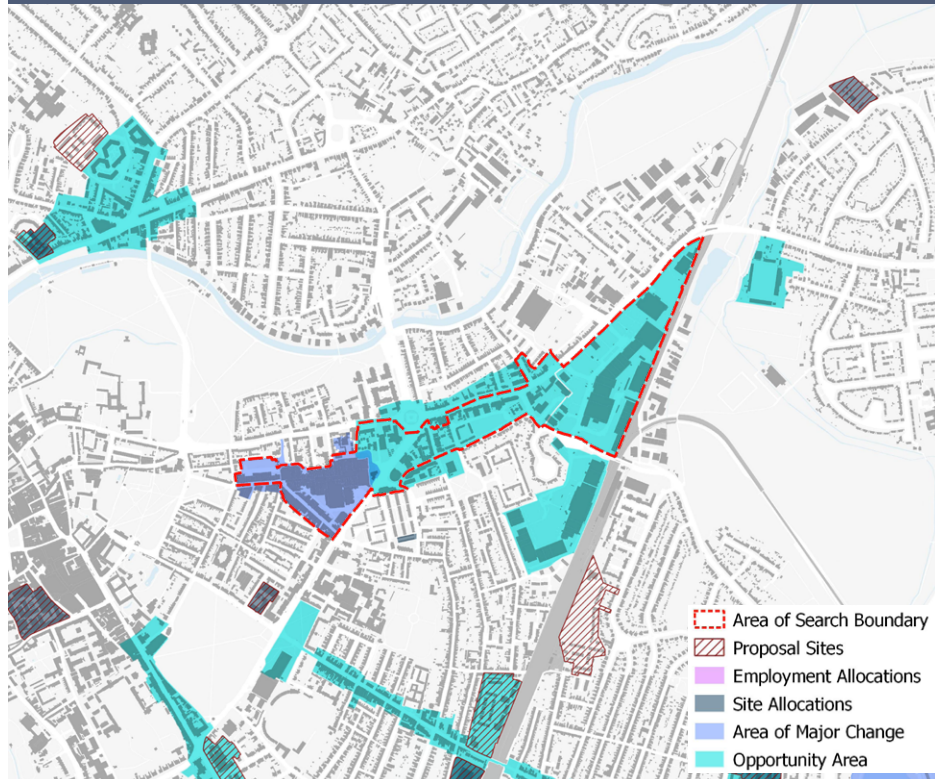 Area of Search Boundary
Proposal Sites
Employment Allocations
Site Allocations
Area of Major Change
Opportunity Area